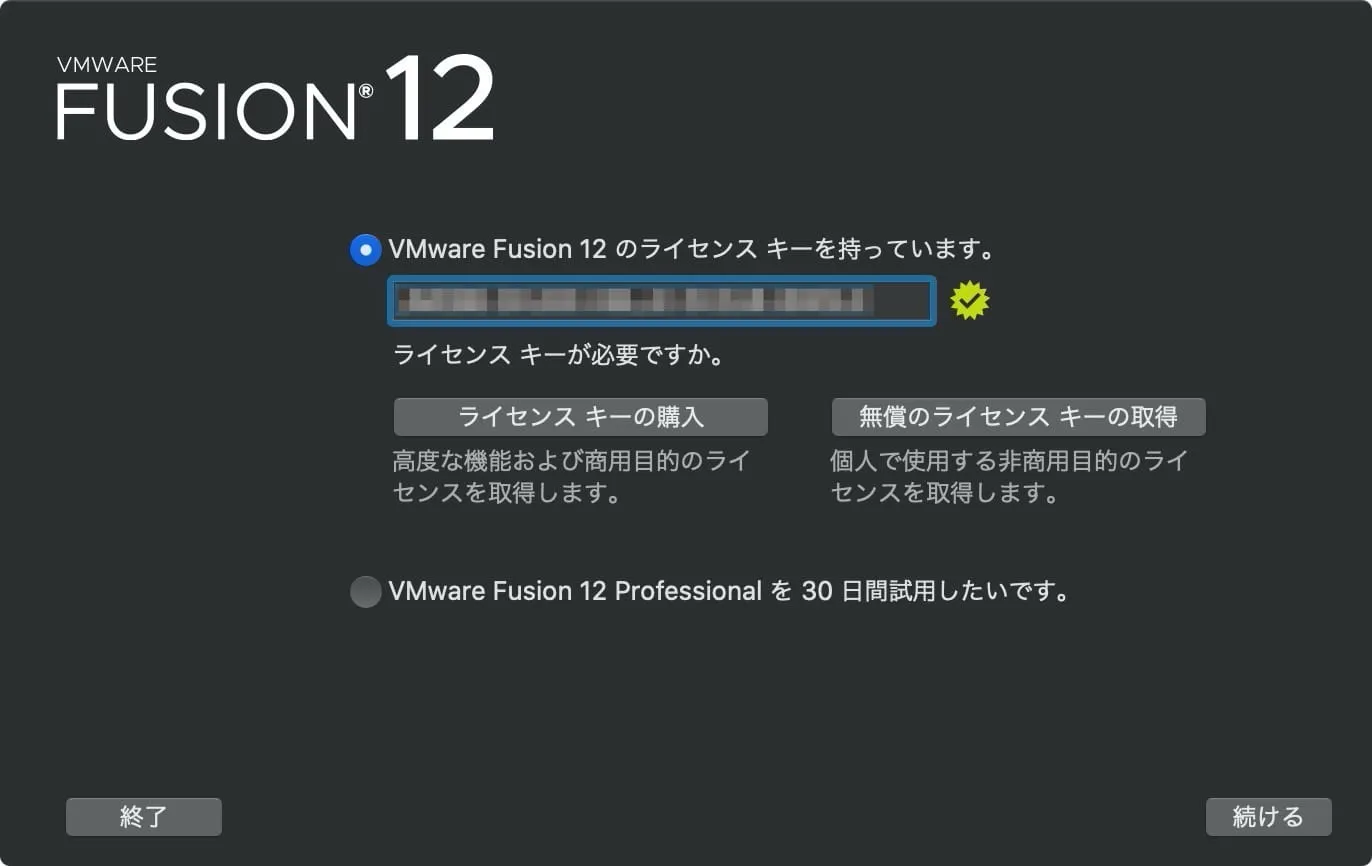 VMWARE
FUSION® 12
VMware Fusion 12 のライセンス キーを持っています。
ライセンス キーが必要ですか。
ライセンス キーの購入
無償のライセンス キーの取得
高度な機能および商用目的のライ
センスを取得します。
個人で使用する非商用目的のライ
センスを取得します。
VMware Fusion 12 Professional を 30 日間試用したいです。
終了
続ける